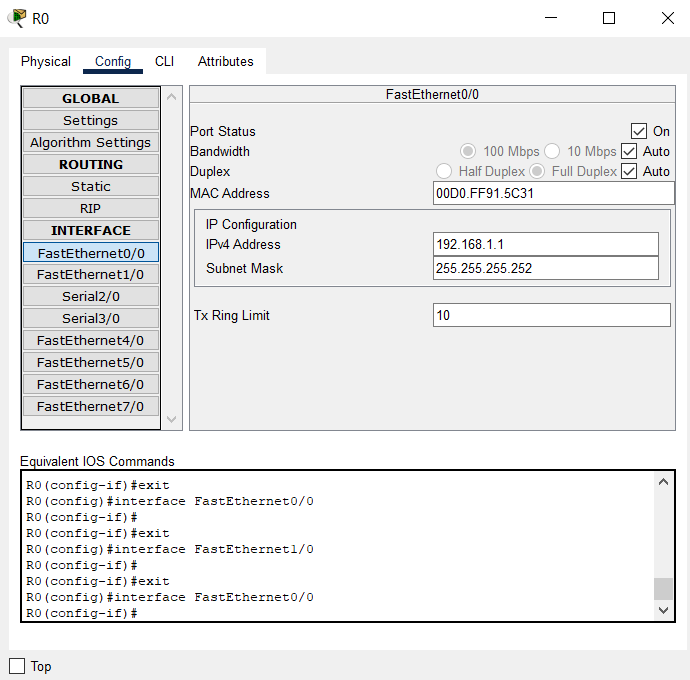 R0
Physical Config CLI Attributes
GLOBAL
Settings
Algorithm Settings
ROUTING
Static
RIP
INTERFACE
FastEthernet0/0
FastEthernet1/0
Serial2/0
Serial3/0
FastEthernet4/0
FastEthernet5/0
FastEthernet6/0
FastEthernet7/0
FastEthernet0/0
Port Status On
Bandwidth 100 Mbps 10 Mbps Auto
Duplex Half Duplex Full Duplex Auto
MAC Address 00D0.FF91.5C31
IP Configuration
IPv4 Address 192.168.1.1
Subnet Mask 255.255.255.252
Tx Ring Limit 10
Equivalent IOS Commands
R0(config-if)#exit
R0(config)#interface FastEthernet0/0
R0(config-if)#
R0(config-if)#exit
R0(config)#interface FastEthernet1/0
R0(config-if)#
R0(config-if)#exit
R0(config)#interface FastEthernet0/0
R0(config-if)#
Top